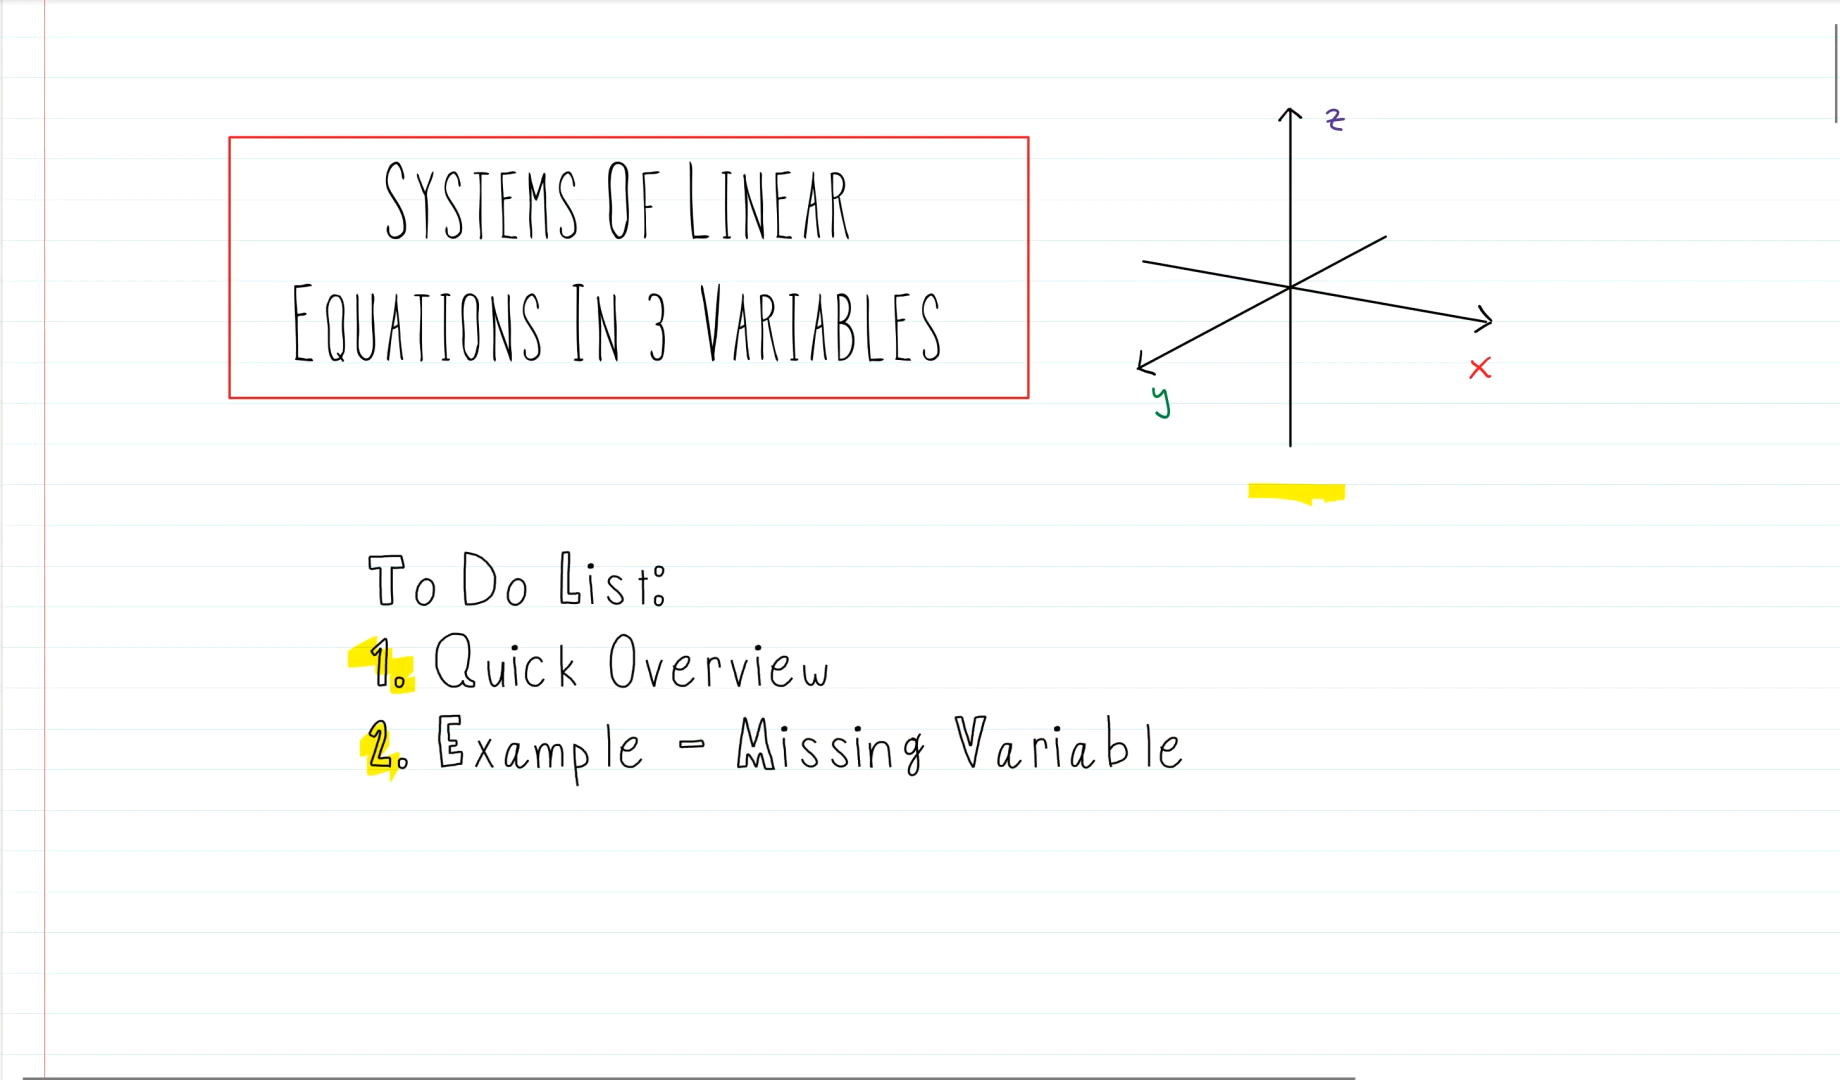 SYSTEMS OF LINEAR
EQUATIONS IN 3 VARIABLES
z
x
y
To Do List:
1. Quick Overview
2. Example - Missing Variable